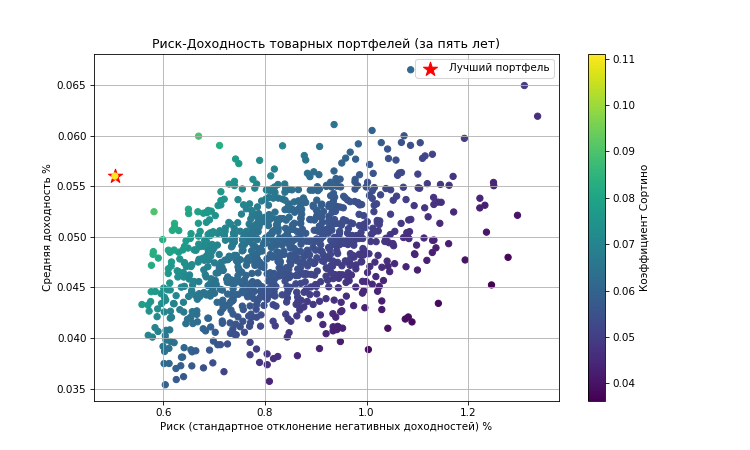 Риск-Доходность товарных портфелей (за пять лет)
Лучший портфель
Средняя доходность %
0.065
0.060
0.055
0.050
0.045
0.040
0.035
0.6 0.8 1.0 1.2
Риск (стандартное отклонение негативных доходностей) %
0.11
0.10
0.09
0.08
0.07
0.06
0.05
0.04
Коэффициент Сортино